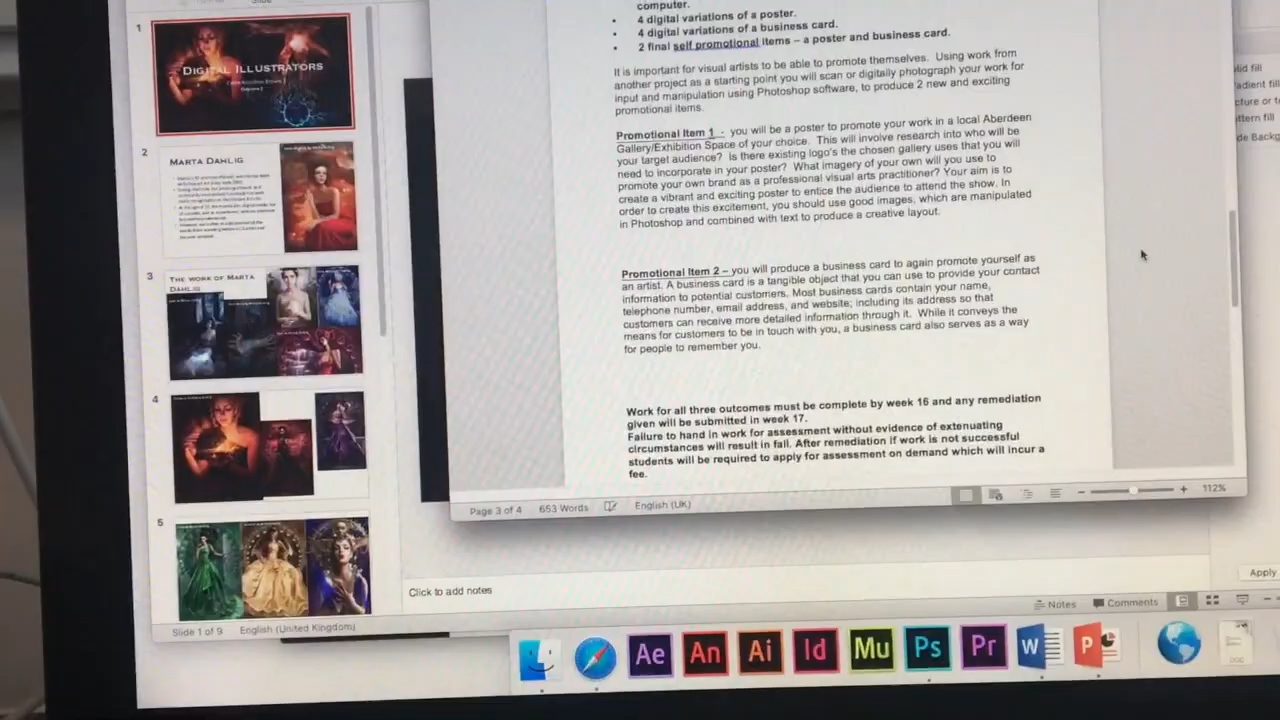 1
DIGITAL ILLUSTRATORS
2
MARTA DAHLIG
3
THE WORK OF MARTA
DAHLIG
4
5
Slide 1 of 9 English (United Kingdom)
computer.
• 4 digital variations of a poster.
• 4 digital variations of a business card.
• 2 final self promotional items – a poster and business card.
It is important for visual artists to be able to promote themselves. Using work from
another project as a starting point you will scan or digitally photograph your work for
input and manipulation using Photoshop software, to produce 2 new and exciting
promotional items.
Promotional Item 1 - you will be a poster to promote your work in a local Aberdeen
Gallery/Exhibition Space of your choice. This will involve research into who will be
your target audience? Is there existing logo's the chosen gallery uses that you will
need to incorporate in your poster? What imagery of your own will you use to
promote your own brand as a professional visual arts practitioner? Your aim is to
create a vibrant and exciting poster to entice the audience to attend the show. In
order to create this excitement, you should use good images, which are manipulated
in Photoshop and combined with text to produce a creative layout.
Promotional Item 2 – you will produce a business card to again promote yourself as
an artist. A business card is a tangible object that you can use to provide your contact
information to potential customers. Most business cards contain your name,
telephone number, email address, and website; including its address so that
customers can receive more detailed information through it. While it conveys the
means for customers to be in touch with you, a business card also serves as a way
for people to remember you.
Work for all three outcomes must be complete by week 16 and any remediation
given will be submitted in week 17.
Failure to hand in work for assessment without evidence of extenuating
circumstances will result in fail. After remediation if work is not successful
students will be required to apply for assessment on demand which will incur a
fee.
Page 3 of 4 653 Words English (UK) 112%
Click to add notes
Apply
Notes Comments
Ae An Ai Id Mu Ps Pr W P DOC